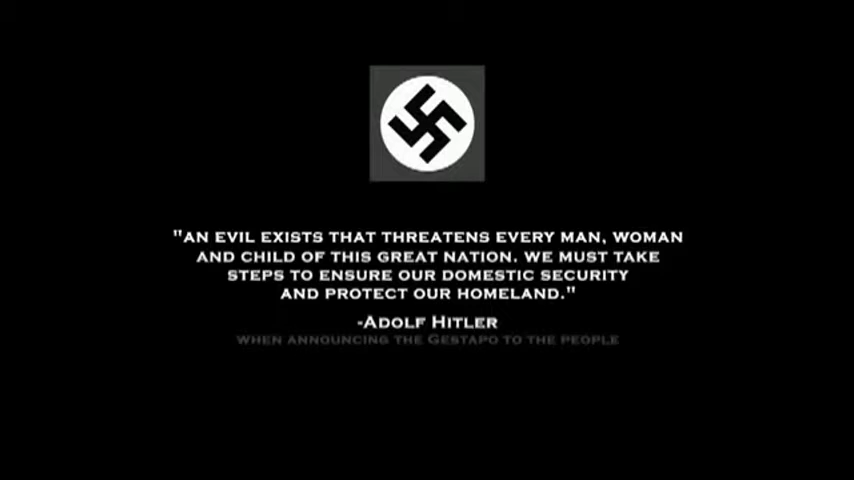 "AN EVIL EXISTS THAT THREATENS EVERY MAN, WOMAN
AND CHILD OF THIS GREAT NATION. WE MUST TAKE
STEPS TO ENSURE OUR DOMESTIC SECURITY
AND PROTECT OUR HOMELAND."
-ADOLF HITLER
WHEN ANNOUNCING THE GESTAPO TO THE PEOPLE